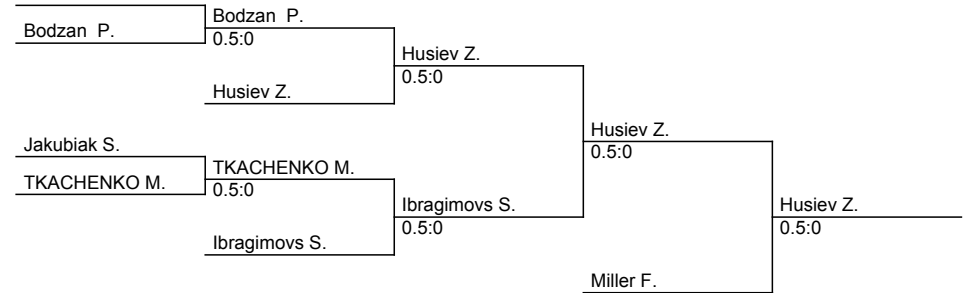 Bodzan P.
Bodzan P.
0.5:0
Husiev Z.
Husiev Z.
0.5:0
Jakubiak S.
TKACHENKO M.
TKACHENKO M.
0.5:0
Ibragimovs S.
Ibragimovs S.
0.5:0
Husiev Z.
0.5:0
Miller F.
Husiev Z.
0.5:0